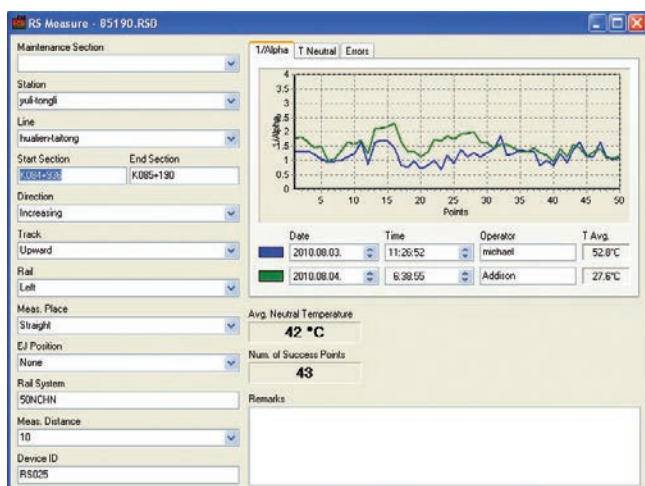 RS Measure - 85190.RSB
Maintenance Section
Station
yuli-tongli
Line
hualien-taitong
Start Section End Section
K084+936 K085+190
Direction
Increasing
Track
Upward
Rail
Left
Meas. Place
Straight
EJ Position
None
Rail System
50NCHN
Meas. Distance
10
Device ID
RS025
1/Alpha T Neutral Errors
4
3.5
3
2.5
2
1.5
1
0.5
0
1/Alpha
5 10 15 20 25 30 35 40 45 50
Points
Date Time Operator T Avg.
2010.08.03. 11:26:52 michael 52.8°C
2010.08.04. 6:38:55 Addison 27.6°C
Avg. Neutral Temperature
42 °C
Num. of Success Points
43
Remarks